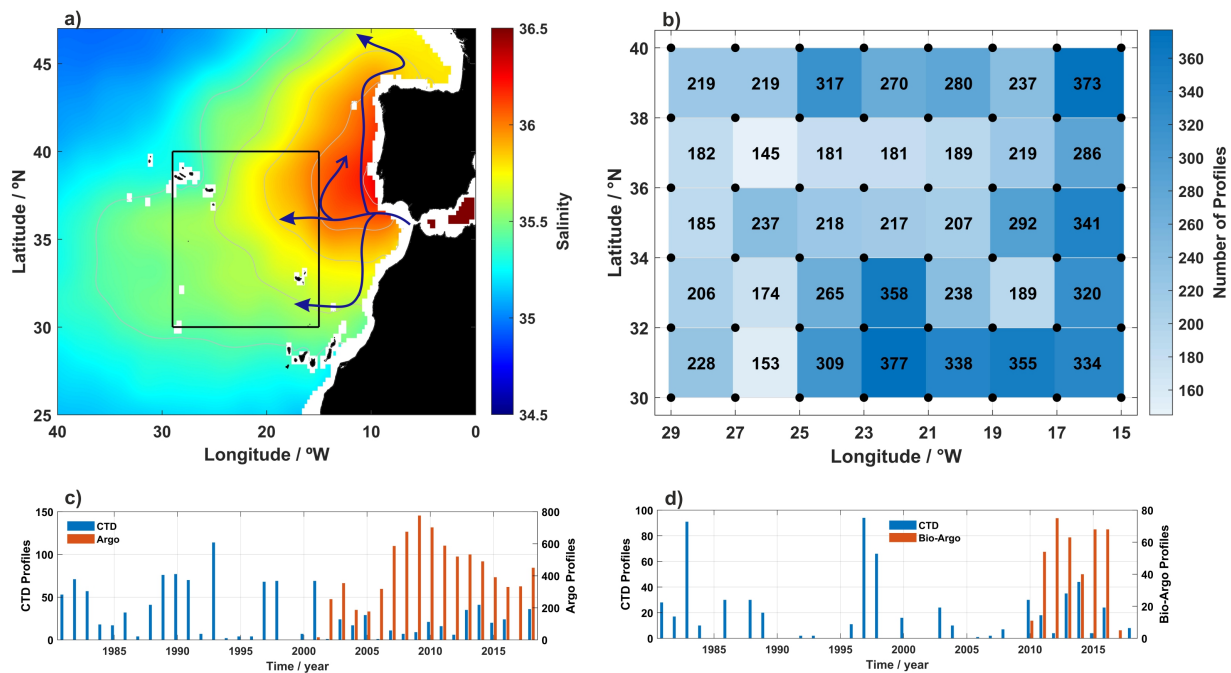 a)
Latitude / ºN
45
40
35
30
25
40
30
20
10
0
Longitude / ºW
36.5
36
35.5
35
34.5
Salinity
b)
Latitude / ºN
40
38
36
34
32
30
219 219 317 270 280 237 373
182 145 181 181 189 219 286
185 237 218 217 207 292 341
206 174 265 358 238 189 320
228 153 309 377 338 355 334
29 27 25 23 21 19 17 15
Longitude / °W
360
340
320
300
280
260
240
220
200
180
160
Number of Profiles
c)
CTD Profiles
150
100
50
0
CTD
Argo
800
600
400
200
0
Argo Profiles
1985 1990 1995 2000 2005 2010 2015
Time / year
d)
CTD Profiles
100
80
60
40
20
0
CTD
Bio-Argo
80
60
40
20
0
Bio-Argo Profiles
1985 1990 1995 2000 2005 2010 2015
Time / year